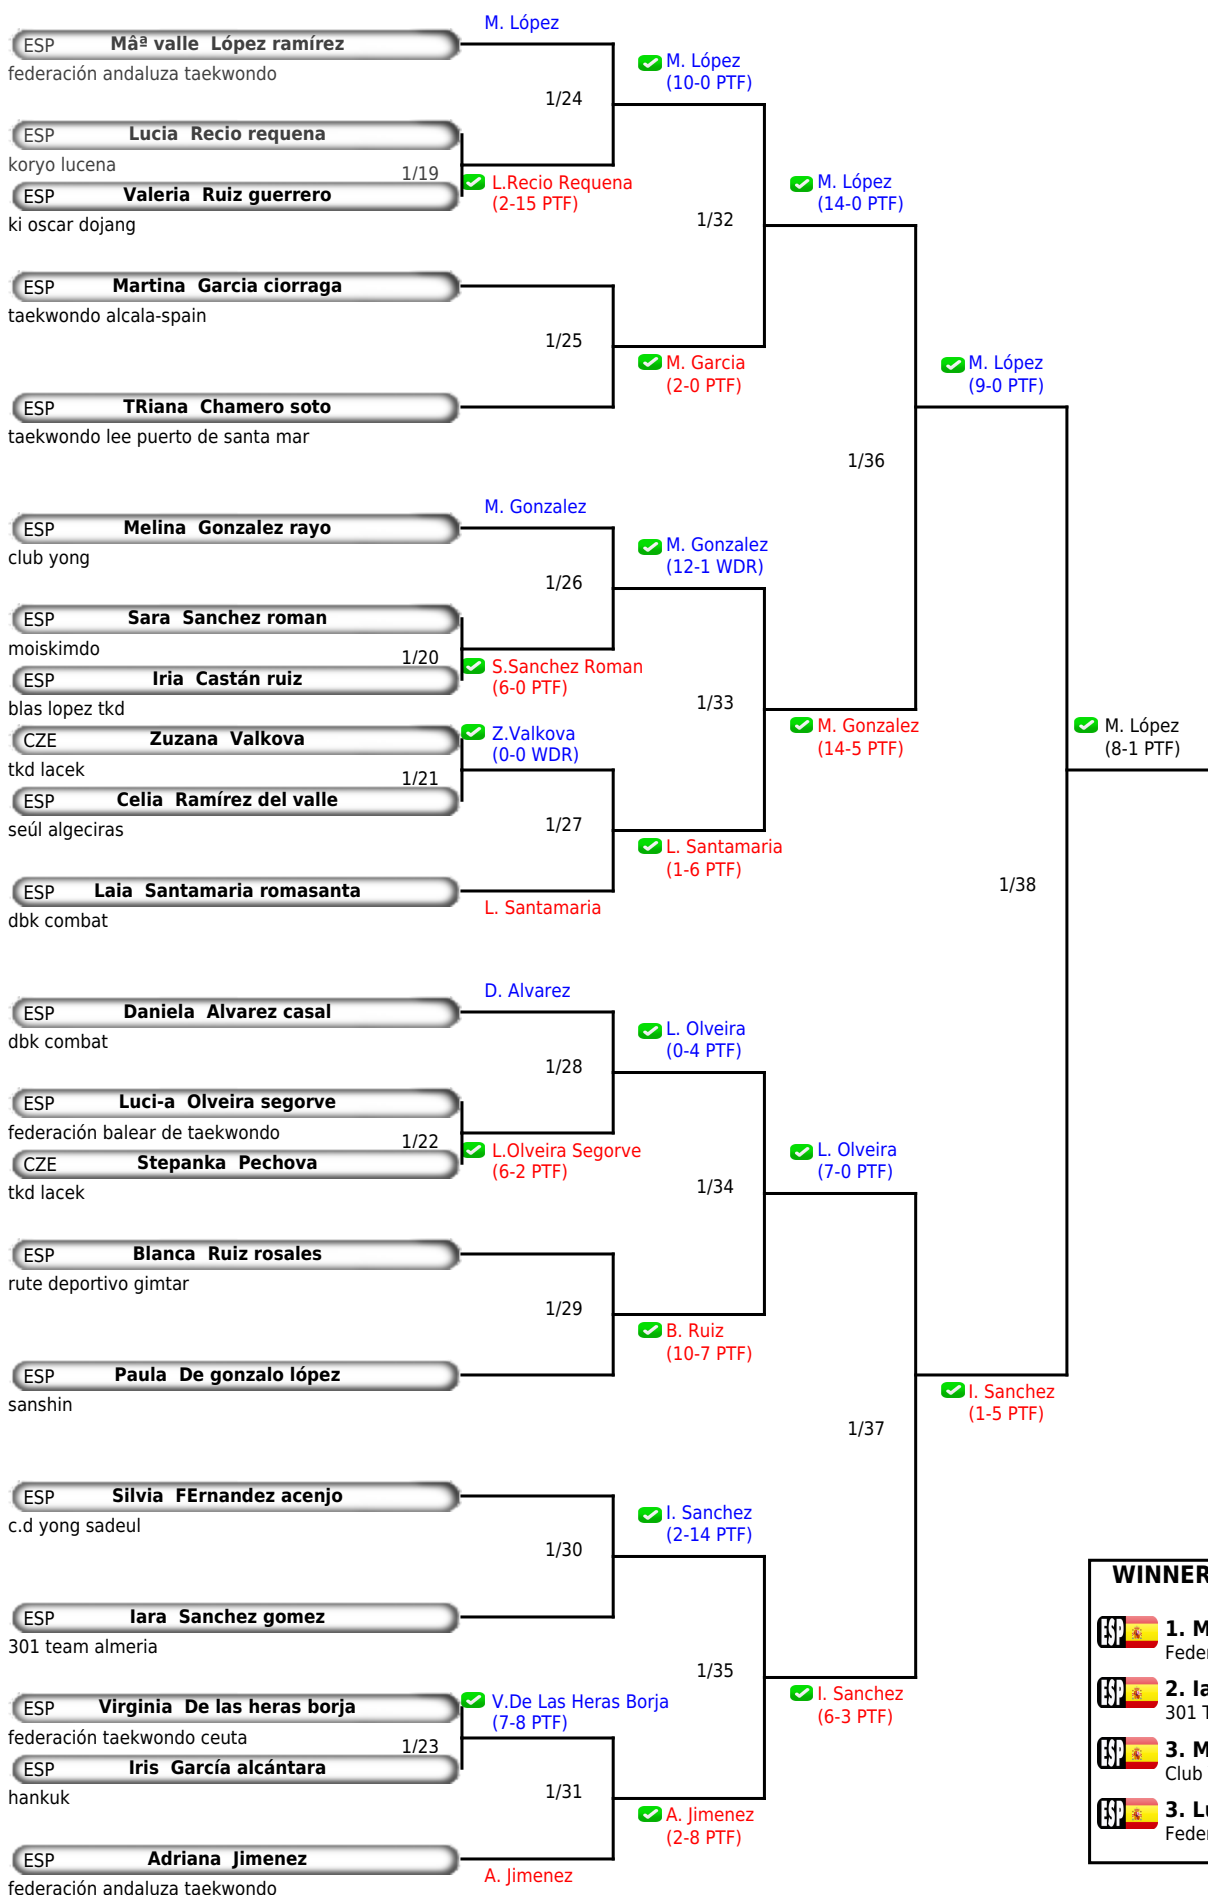 M. López
ESP Mâª valle López ramírez
federación andaluza taekwondo
M. López
(10-0 PTF)
1/24
ESP Lucia Recio requena
koryo lucena
1/19
L.Recio Requena
(2-15 PTF)
ESP Valeria Ruiz guerrero
ki oscar dojang
M. López
(14-0 PTF)
1/32
ESP Martina Garcia ciorraga
taekwondo alcala-spain
1/25
M. Garcia
(2-0 PTF)
M. López
(9-0 PTF)
ESP TRiana Chamero soto
taekwondo lee puerto de santa mar
1/36
M. Gonzalez
ESP Melina Gonzalez rayo
club yong
M. Gonzalez
(12-1 WDR)
1/26
ESP Sara Sanchez roman
moiskimdo
1/20
S.Sanchez Roman
(6-0 PTF)
ESP Iria Castán ruiz
blas lopez tkd
1/33
M. Gonzalez
(14-5 PTF)
M. López
(8-1 PTF)
CZE Zuzana Valkova
tkd lacek
Z.Valkova
(0-0 WDR)
1/21
ESP Celia Ramírez del valle
seúl algeciras
1/27
L. Santamaria
(1-6 PTF)
ESP Laia Santamaria romasanta
dbk combat
L. Santamaria
1/38
D. Alvarez
ESP Daniela Alvarez casal
dbk combat
L. Olveira
(0-4 PTF)
1/28
ESP Luci-a Olveira segorve
federación balear de taekwondo
1/22
L.Olveira Segorve
(6-2 PTF)
CZE Stepanka Pechova
tkd lacek
L. Olveira
(7-0 PTF)
1/34
ESP Blanca Ruiz rosales
rute deportivo gimtar
1/29
B. Ruiz
(10-7 PTF)
ESP Paula De gonzalo lópez
sanshin
I. Sanchez
(1-5 PTF)
1/37
ESP Silvia FErnandez acenjo
c.d yong sadeul
I. Sanchez
(2-14 PTF)
1/30
ESP Iara Sanchez gomez
301 team almeria
1/35
I. Sanchez
(6-3 PTF)
ESP Virginia De las heras borja
federación taekwondo ceuta
V.De Las Heras Borja
(7-8 PTF)
1/23
ESP Iris García alcántara
hankuk
1/31
A. Jimenez
(2-8 PTF)
ESP Adriana Jimenez
federación andaluza taekwondo
A. Jimenez
WINNER
ESP 1. M
Feder
ESP 2. Ia
301 T
ESP 3. M
Club
ESP 3. Lu
Feder